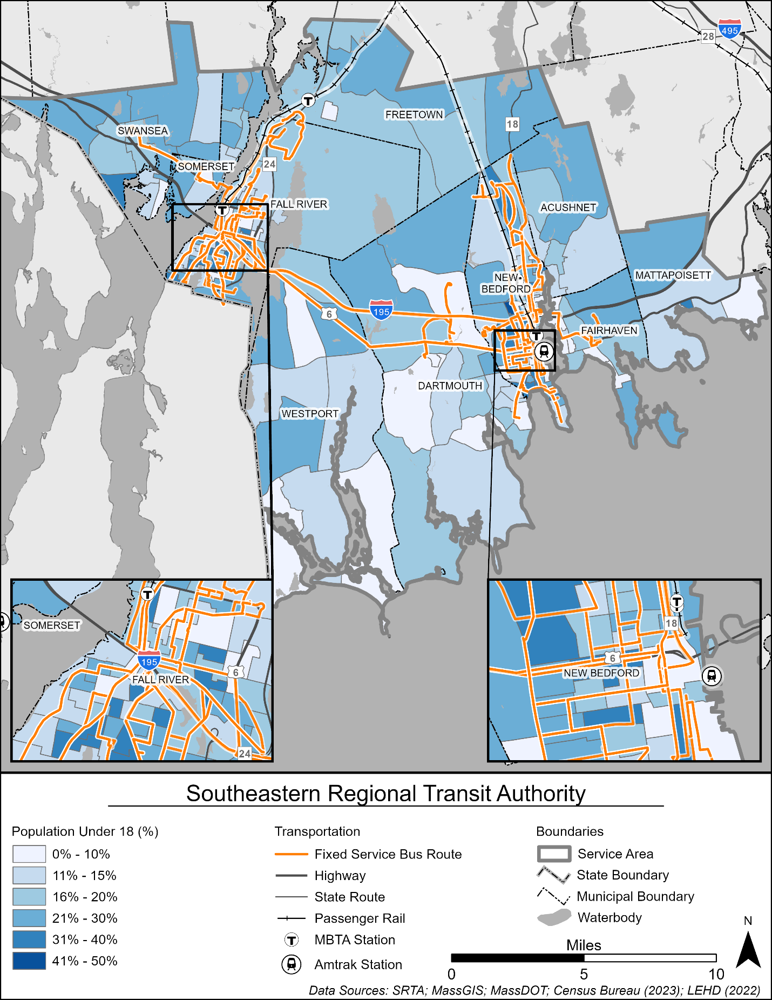 495
28
FREETOWN
18
SWANSEA
SOMERSET
24
T
FALL RIVER
T
ACUSHNET
NEW
BEDFORD
MATTAPOISETT
6
195
FAIRHAVEN
T
DARTMOUTH
WESTPORT
T
SOMERSET
195
FALL RIVER
6
24
T
18
6
NEW BEDFORD
Southeastern Regional Transit Authority
Population Under 18 (%)
0% - 10%
11% - 15%
16% - 20%
21% - 30%
31% - 40%
41% - 50%
Transportation
Fixed Service Bus Route
Highway
State Route
Passenger Rail
T MBTA Station
Amtrak Station
Boundaries
Service Area
State Boundary
Municipal Boundary
Waterbody
N
Miles
0 5 10
Data Sources: SRTA; MassGIS; MassDOT; Census Bureau (2023); LEHD (2022)